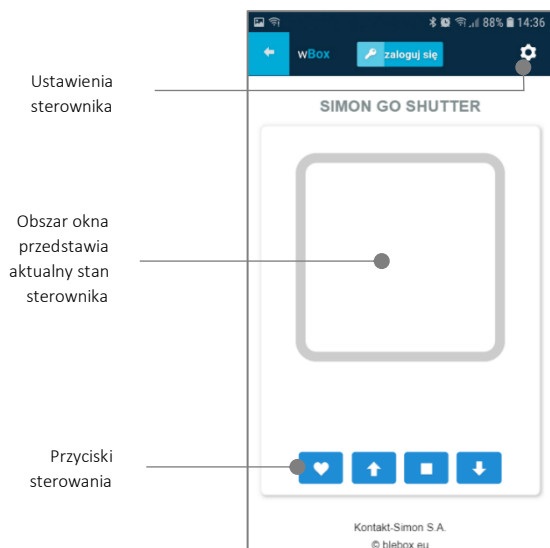 88% 14:36
wBox zaloguj się
Ustawienia
sterownika
SIMON GO SHUTTER
Obszar okna
przedstawia
aktualny stan
sterownika
Przyciski
sterowania
Kontakt-Simon S.A.
© blebox.eu